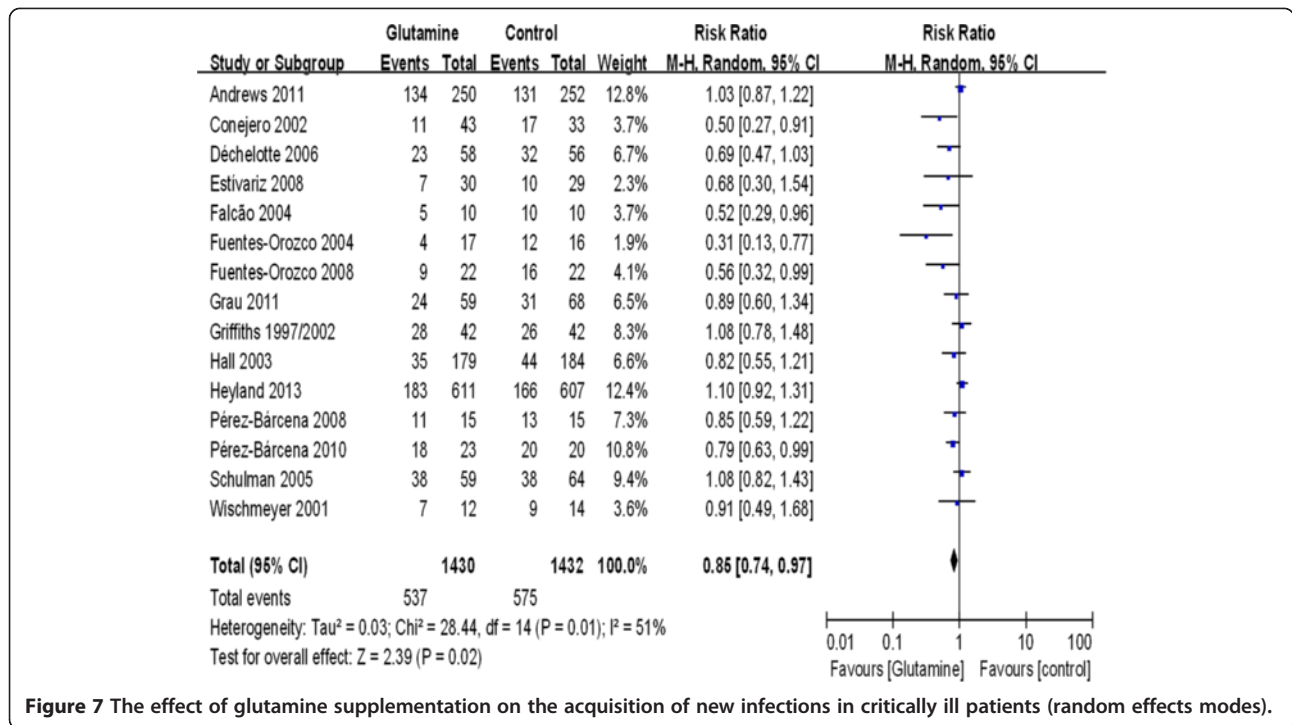 Glutamine Control Risk Ratio Risk Ratio
Study or Subgroup Events Total Events Total Weight M-H. Random. 95% CI M-H. Random. 95% CI
Andrews 2011 134 250 131 252 12.8% 1.03 [0.87, 1.22]
Conejero 2002 11 43 17 33 3.7% 0.50 [0.27, 0.91]
Déchelotte 2006 23 58 32 56 6.7% 0.69 [0.47, 1.03]
Estívariz 2008 7 30 10 29 2.3% 0.68 [0.30, 1.54]
Falcão 2004 5 10 10 10 3.7% 0.52 [0.29, 0.96]
Fuentes-Orozco 2004 4 17 12 16 1.9% 0.31 [0.13, 0.77]
Fuentes-Orozco 2008 9 22 16 22 4.1% 0.56 [0.32, 0.99]
Grau 2011 24 59 31 68 6.5% 0.89 [0.60, 1.34]
Griffiths 1997/2002 28 42 26 42 8.3% 1.08 [0.78, 1.48]
Hall 2003 35 179 44 184 6.6% 0.82 [0.55, 1.21]
Heyland 2013 183 611 166 607 12.4% 1.10 [0.92, 1.31]
Pérez-Bárcena 2008 11 15 13 15 7.3% 0.85 [0.59, 1.22]
Pérez-Bárcena 2010 18 23 20 20 10.8% 0.79 [0.63, 0.99]
Schulman 2005 38 59 38 64 9.4% 1.08 [0.82, 1.43]
Wischmeyer 2001 7 12 9 14 3.6% 0.91 [0.49, 1.68]
Total (95% CI) 1430 1432 100.0% 0.85 [0.74, 0.97]
Total events 537 575
Heterogeneity: Tau² = 0.03; Chi² = 28.44, df = 14 (P = 0.01); I² = 51%
Test for overall effect: Z = 2.39 (P = 0.02)
0.01 0.1 1 10 100
Favours [Glutamine] Favours [control]
Figure 7 The effect of glutamine supplementation on the acquisition of new infections in critically ill patients (random effects modes).